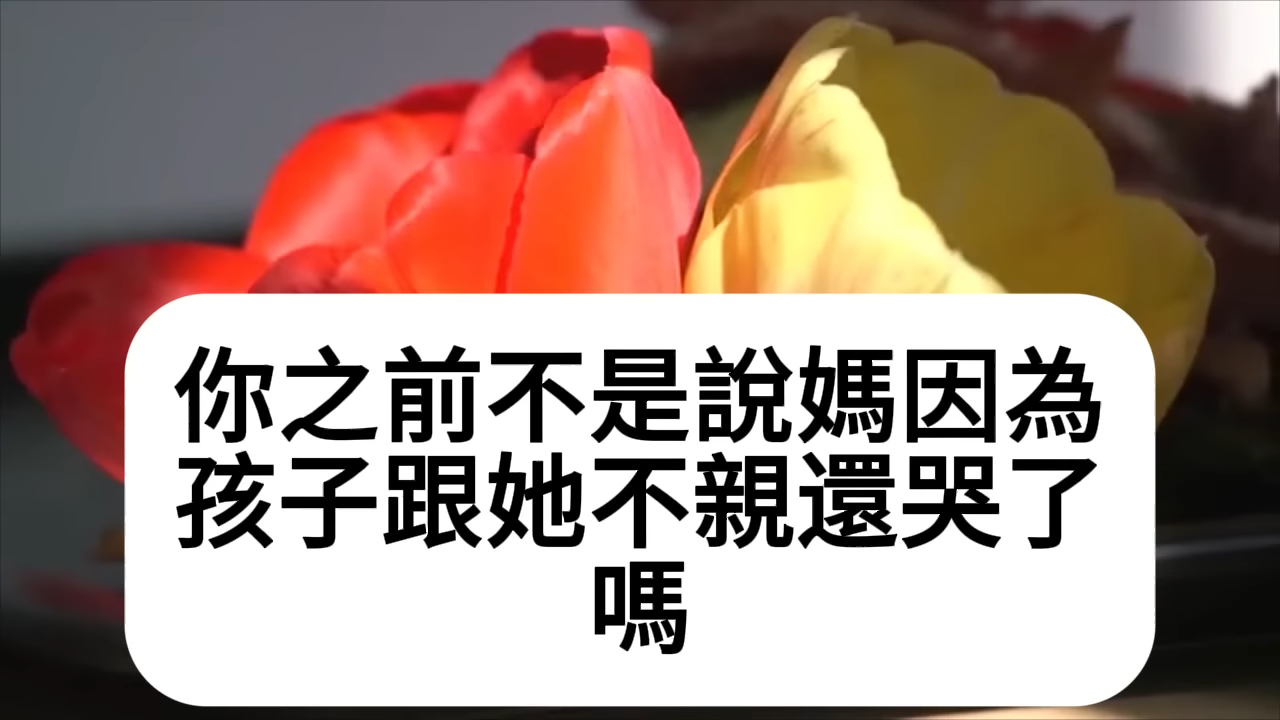 你之前不是說媽因為
孩子跟她不親還哭了
嗎